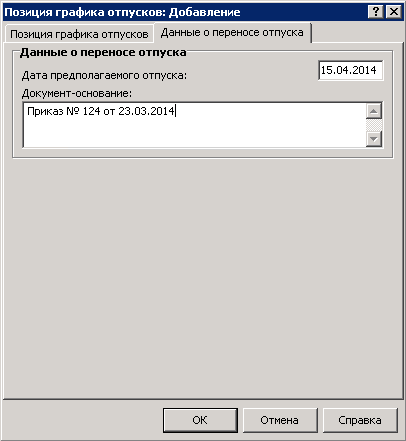 Позиция графика отпусков: Добавление
Позиция графика отпусков
Данные о переносе отпуска
Данные о переносе отпуска
Дата предполагаемого отпуска:
15.04.2014
Документ-основание:
Приказ № 124 от 23.03.2014
ОК
Отмена
Справка